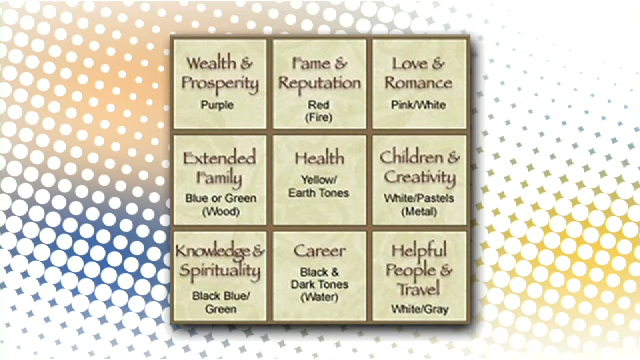 Wealth &
Prosperity
Purple
Fame &
Reputation
Red
(Fire)
Love &
Romance
Pink/White
Extended
Family
Blue or Green
(Wood)
Health
Yellow/
Earth Tones
Children &
Creativity
White/Pastels
(Metal)
Knowledge &
Spirituality
Black Blue/
Green
Career
Black &
Dark Tones
(Water)
Helpful
People &
Travel
White/Gray